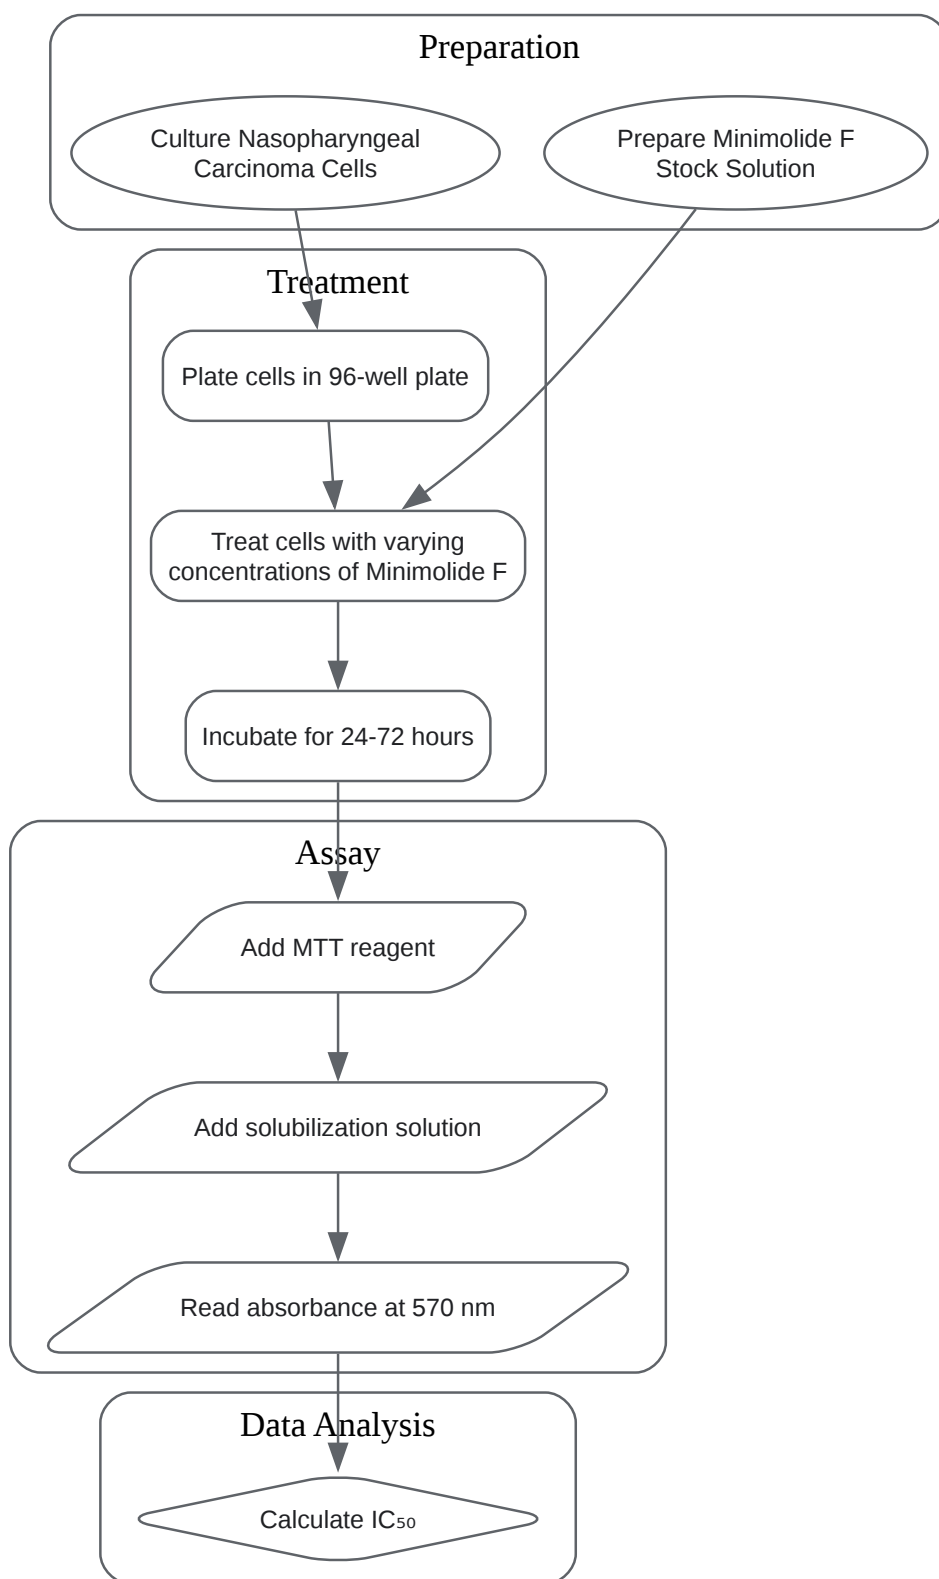 Preparation
Culture Nasopharyngeal
Carcinoma Cells
Prepare Minimolide F
Stock Solution
Treatment
Plate cells in 96-well plate
Treat cells with varying
concentrations of Minimolide F
Incubate for 24-72 hours
Assay
Add MTT reagent
Add solubilization solution
Read absorbance at 570 nm
Data Analysis
Calculate IC₅₀